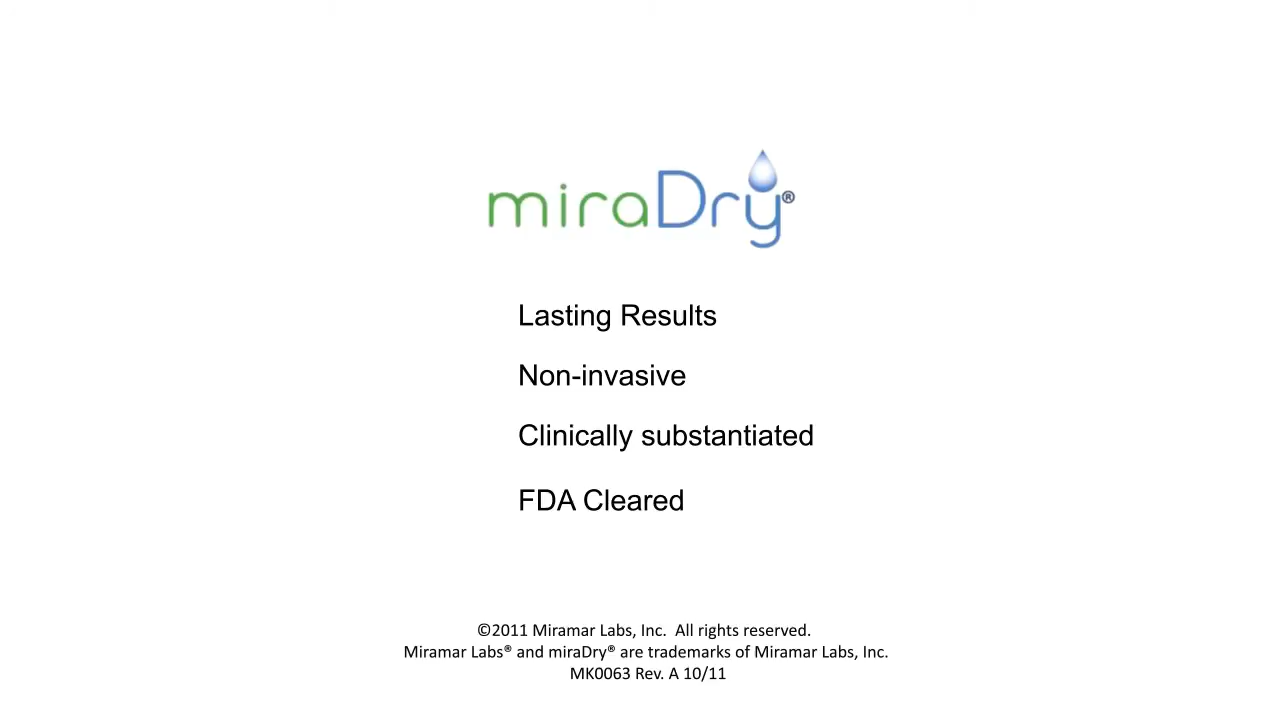 miraDry®
Lasting Results
Non-invasive
Clinically substantiated
FDA Cleared
©2011 Miramar Labs, Inc.  All rights reserved.
Miramar Labs® and miraDry® are trademarks of Miramar Labs, Inc.
MK0063 Rev. A 10/11